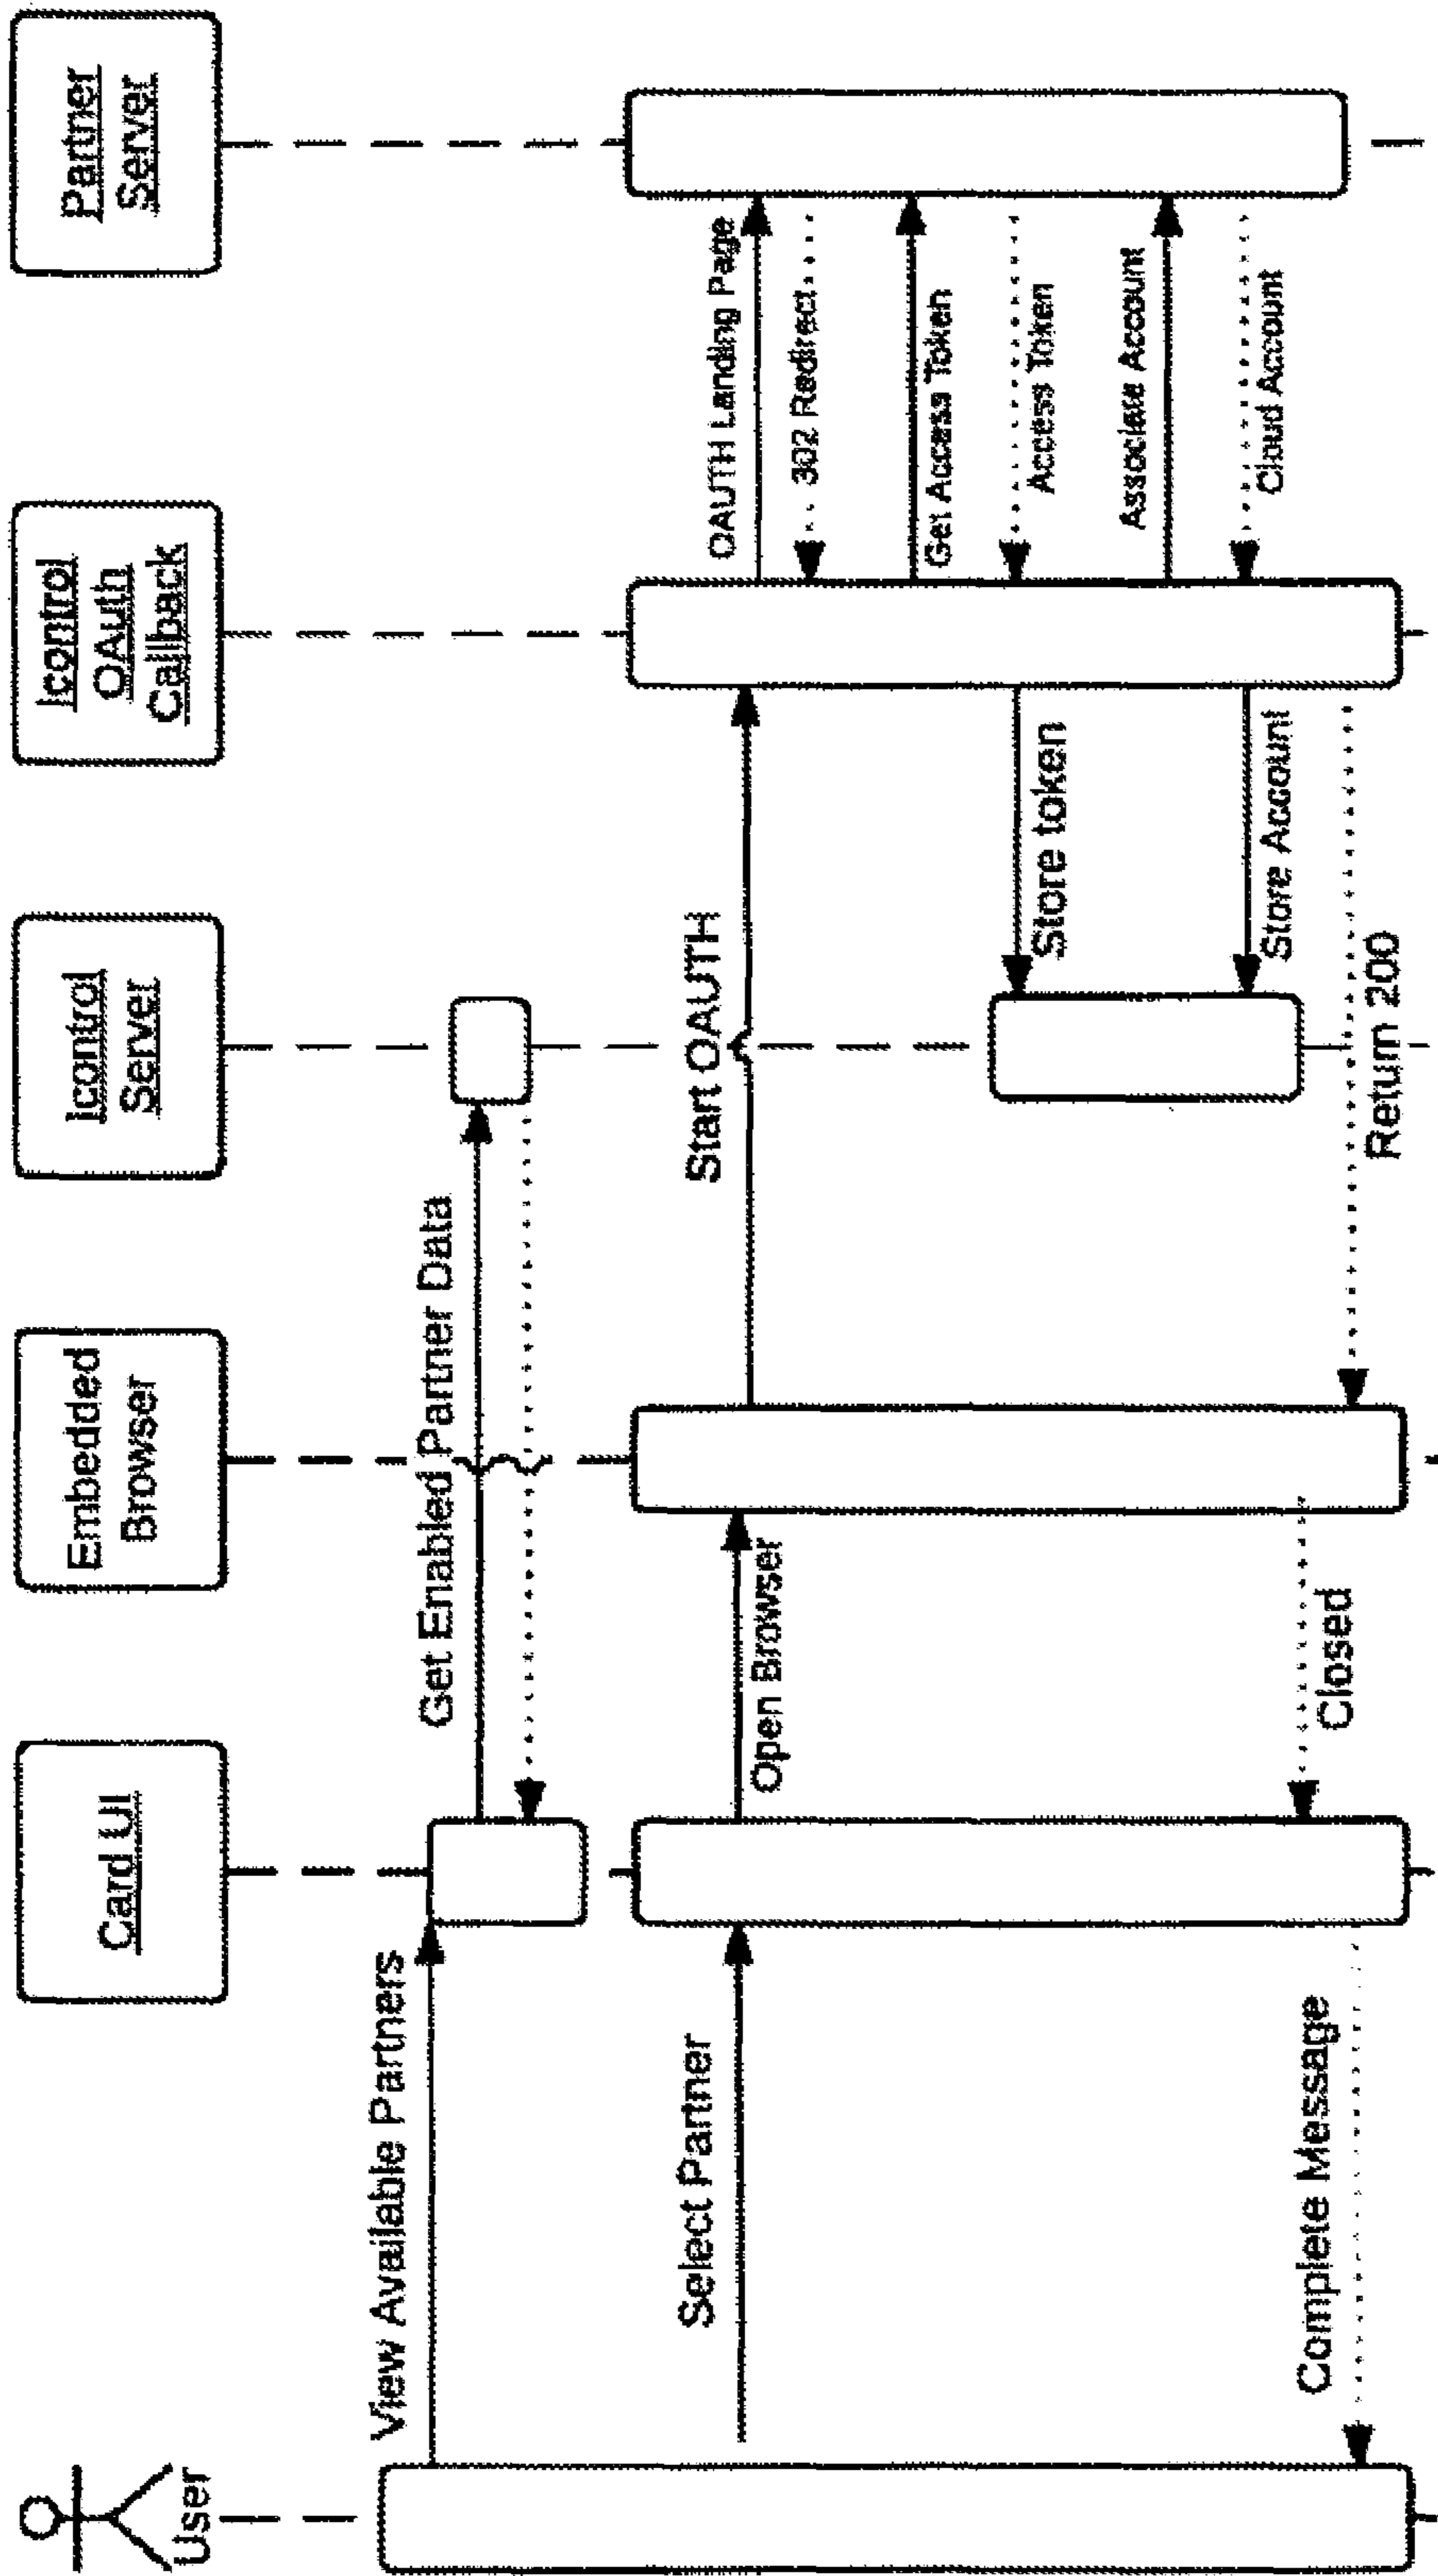 User
Card UI
Embedded
Browser
Icontrol
Server
Icontrol
OAuth
Callback
Partner
Server
View Available Partners
Get Enabled Partner Data
Select Partner
Open Browser
Start OAUTH
OAUTH Landing Page
302 Redirect
Get Access Token
Access Token
Store token
Associate Account
Cloud Account
Store Account
Return 200
Closed
Complete Message